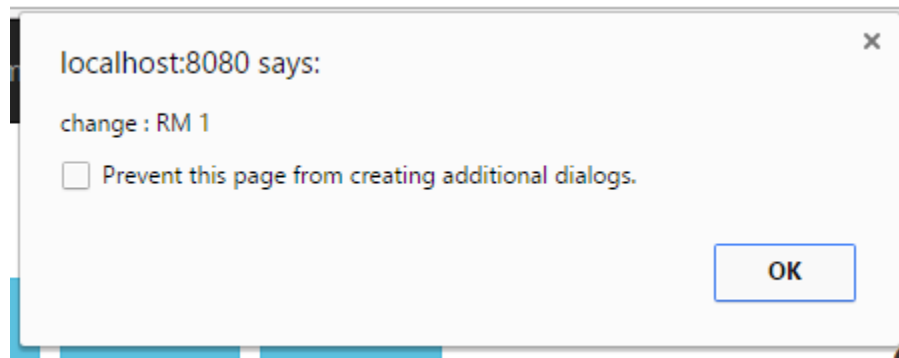 localhost:8080 says:
change : RM 1
Prevent this page from creating additional dialogs.
OK